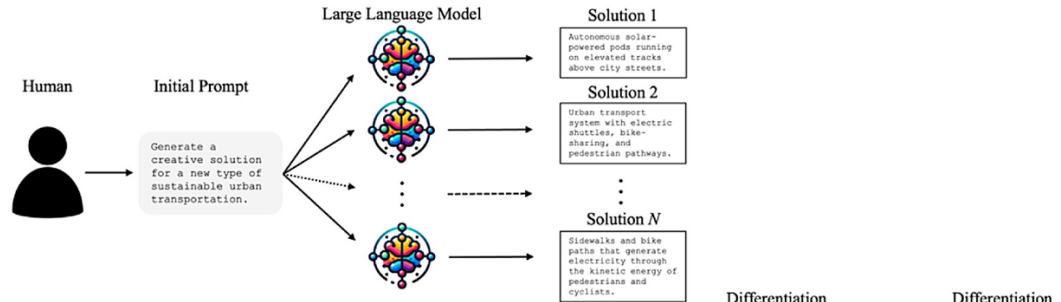 Large Language Model
Solution 1
Autonomous solar-
powered pods running
on elevated tracks
above city streets.
Human
Initial Prompt
Solution 2
Generate a
creative solution
for a new type of
sustainable urban
transportation.
Urban transport
system with electric
shuttles, bike-
sharing, and
pedestrian pathways.
Solution N
Sidewalks and bike
paths that generate
electricity through
the kinetic energy of
pedestrians and
cyclists.
Differentiation
Differentiation